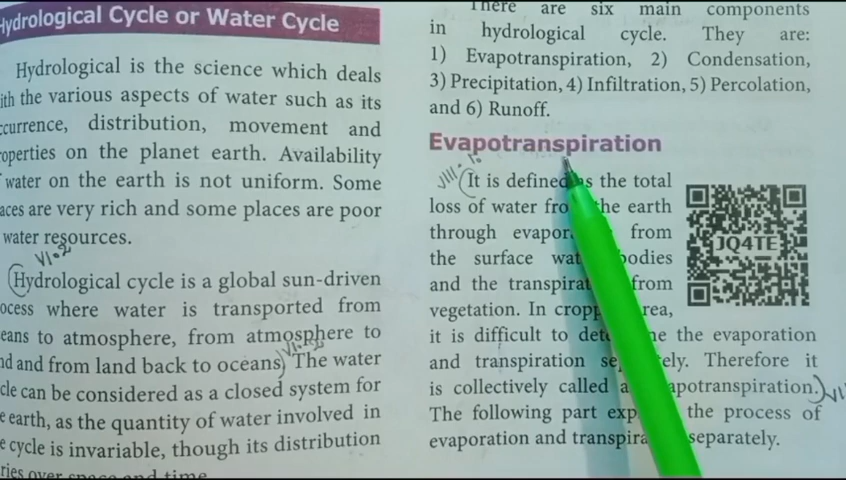 Hydrological Cycle or Water Cycle
Hydrological is the science which deals
ith the various aspects of water such as its
ccurrence, distribution, movement and
operties on the planet earth. Availability
water on the earth is not uniform. Some
aces are very rich and some places are poor
water resources.
Hydrological cycle is a global sun-driven
ocess where water is transported from
eans to atmosphere, from atmosphere to
nd and from land back to oceans. The water
cle can be considered as a closed system for
e earth, as the quantity of water involved in
e cycle is invariable, though its distribution
ries over space and time
There are six main components
in hydrological cycle. They are:
1) Evapotranspiration, 2) Condensation,
3) Precipitation, 4) Infiltration, 5) Percolation,
and 6) Runoff.
Evapotranspiration
It is defined as the total
loss of water fro the earth
through evapor from
the surface wat bodies
and the transpirat from
vegetation. In cropp rea,
it is difficult to dete ne the evaporation
and transpiration se ely. Therefore it
is collectively called a apotranspiration.
The following part exp the process of
evaporation and transpira separately.
JQ4TE